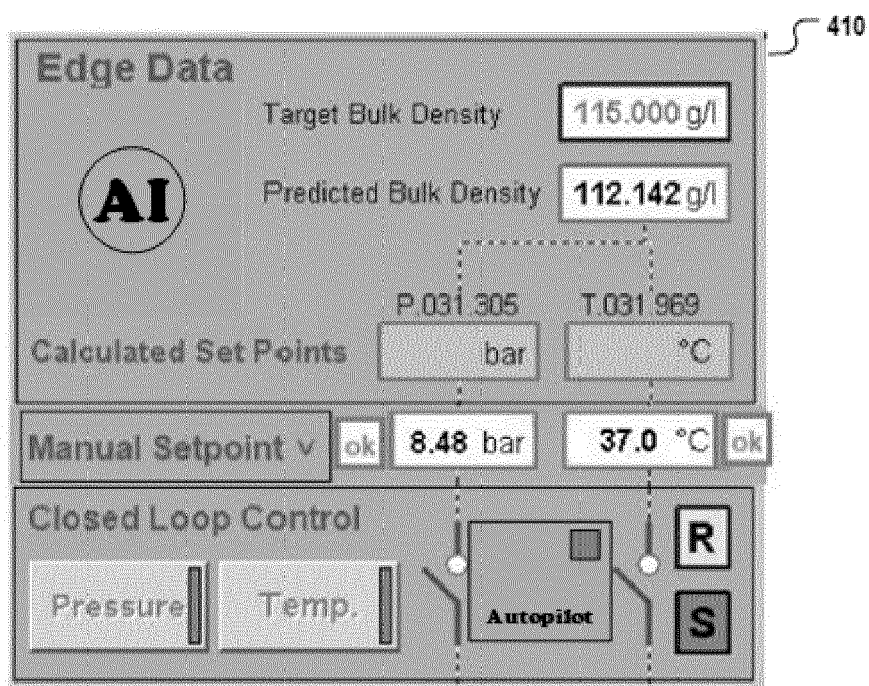 410
Edge Data
Target Bulk Density 115.000 g/l
AI
Predicted Bulk Density 112.142 g/l
P.031.305 T.031.969
Calculated Set Points bar °C
Manual Setpoint v ok 8.48 bar 37.0 °C ok
Closed Loop Control
R
Pressure Temp. Autopilot S